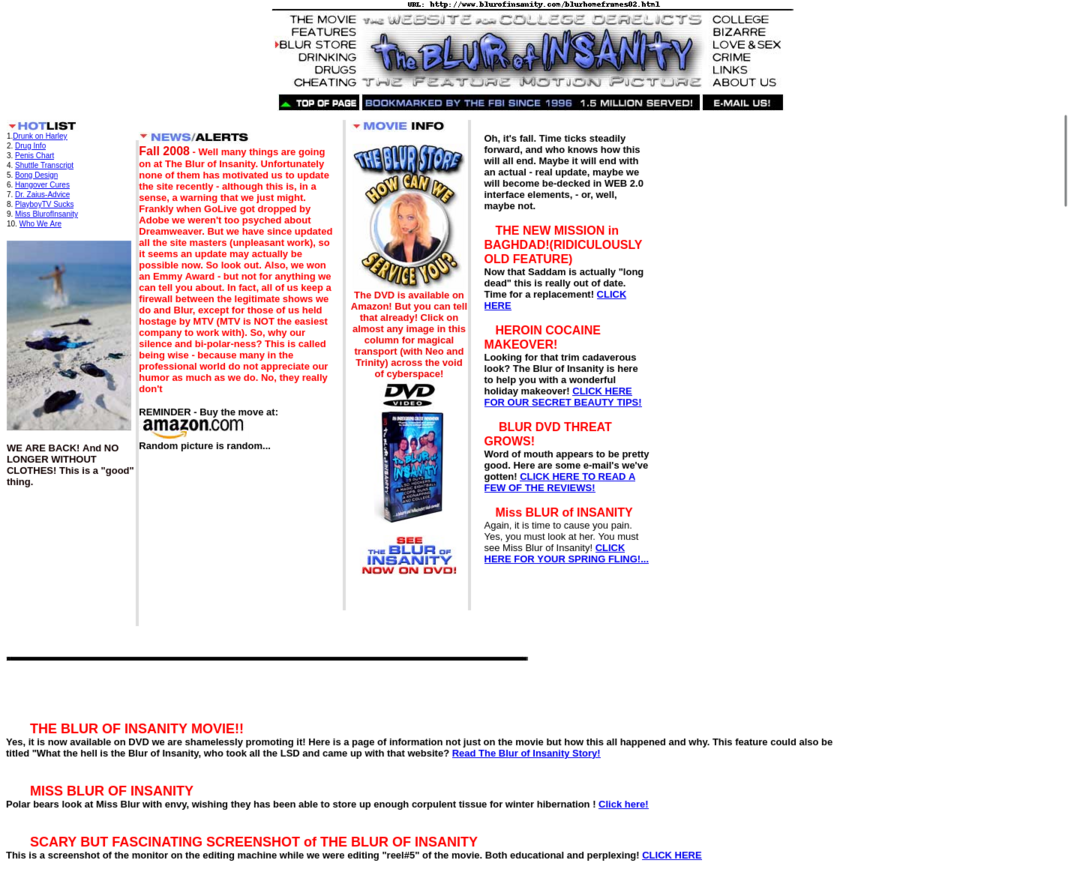 URL: http://www.blurofinsanity.com/blurhomeframes02.html
THE MOVIE
FEATURES
BLUR STORE
DRINKING
DRUGS
CHEATING
THE WEBSITE FOR COLLEGE DERELICTS
The BLUR of INSANITY
THE FEATURE MOTION PICTURE
COLLEGE
BIZARRE
LOVE & SEX
CRIME
LINKS
ABOUT US
TOP OF PAGE
BOOKMARKED BY THE FBI SINCE 1996 1.5 MILLION SERVED!
E-MAIL US!
HOTLIST
1.Drunk on Harley
2. Drug Info
3. Penis Chart
4. Shuttle Transcript
5. Bong Design
6. Hangover Cures
7. Dr. Zaius-Advice
8. PlayboyTV Sucks
9. Miss BlurofInsanity
10. Who We Are
WE ARE BACK! And NO
LONGER WITHOUT
CLOTHES! This is a "good"
thing.
NEWS/ALERTS
Fall 2008 - Well many things are going
on at The Blur of Insanity. Unfortunately
none of them has motivated us to update
the site recently - although this is, in a
sense, a warning that we just might.
Frankly when GoLive got dropped by
Adobe we weren't too psyched about
Dreamweaver. But we have since updated
all the site masters (unpleasant work), so
it seems an update may actually be
possible now. So look out. Also, we won
an Emmy Award - but not for anything we
can tell you about. In fact, all of us keep a
firewall between the legitimate shows we
do and Blur, except for those of us held
hostage by MTV (MTV is NOT the easiest
company to work with). So, why our
silence and bi-polar-ness? This is called
being wise - because many in the
professional world do not appreciate our
humor as much as we do. No, they really
don't
REMINDER - Buy the move at:
amazon.com
Random picture is random...
MOVIE INFO
THE BLUR STORE
HOW CAN WE
SERVICE YOU?
The DVD is available on
Amazon! But you can tell
that already! Click on
almost any image in this
column for magical
transport (with Neo and
Trinity) across the void
of cyberspace!
DVD
VIDEO
THE BLUR OF
INSANITY
SEE
THE BLUR OF
INSANITY
NOW ON DVD!
Oh, it's fall. Time ticks steadily
forward, and who knows how this
will all end. Maybe it will end with
an actual - real update, maybe we
will become be-decked in WEB 2.0
interface elements, - or, well,
maybe not.
THE NEW MISSION in
BAGHDAD!(RIDICULOUSLY
OLD FEATURE)
Now that Saddam is actually "long
dead" this is really out of date.
Time for a replacement! CLICK
HERE
HEROIN COCAINE
MAKEOVER!
Looking for that trim cadaverous
look? The Blur of Insanity is here
to help you with a wonderful
holiday makeover! CLICK HERE
FOR OUR SECRET BEAUTY TIPS!
BLUR DVD THREAT
GROWS!
Word of mouth appears to be pretty
good. Here are some e-mail's we've
gotten! CLICK HERE TO READ A
FEW OF THE REVIEWS!
Miss BLUR of INSANITY
Again, it is time to cause you pain.
Yes, you must look at her. You must
see Miss Blur of Insanity! CLICK
HERE FOR YOUR SPRING FLING!...
THE BLUR OF INSANITY MOVIE!!
Yes, it is now available on DVD we are shamelessly promoting it! Here is a page of information not just on the movie but how this all happened and why. This feature could also be
titled "What the hell is the Blur of Insanity, who took all the LSD and came up with that website? Read The Blur of Insanity Story!
MISS BLUR OF INSANITY
Polar bears look at Miss Blur with envy, wishing they has been able to store up enough corpulent tissue for winter hibernation ! Click here!
SCARY BUT FASCINATING SCREENSHOT of THE BLUR OF INSANITY
This is a screenshot of the monitor on the editing machine while we were editing "reel#5" of the movie. Both educational and perplexing! CLICK HERE